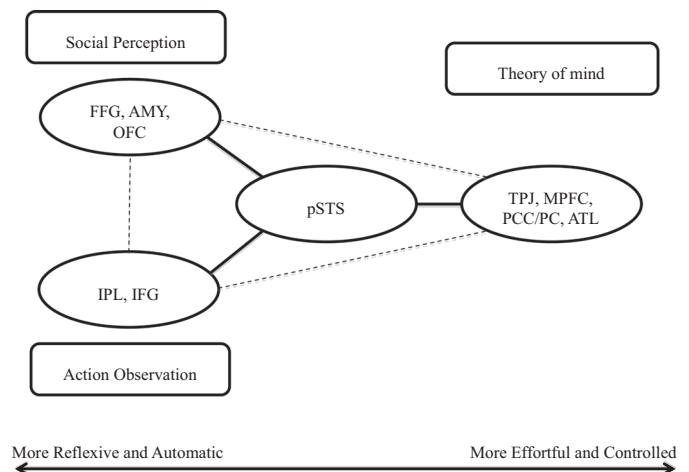 Social Perception
Theory of mind
FFG, AMY,
OFC
pSTS
TPJ, MPFC,
PCC/PC, ATL
IPL, IFG
Action Observation
More Reflexive and Automatic
More Effortful and Controlled